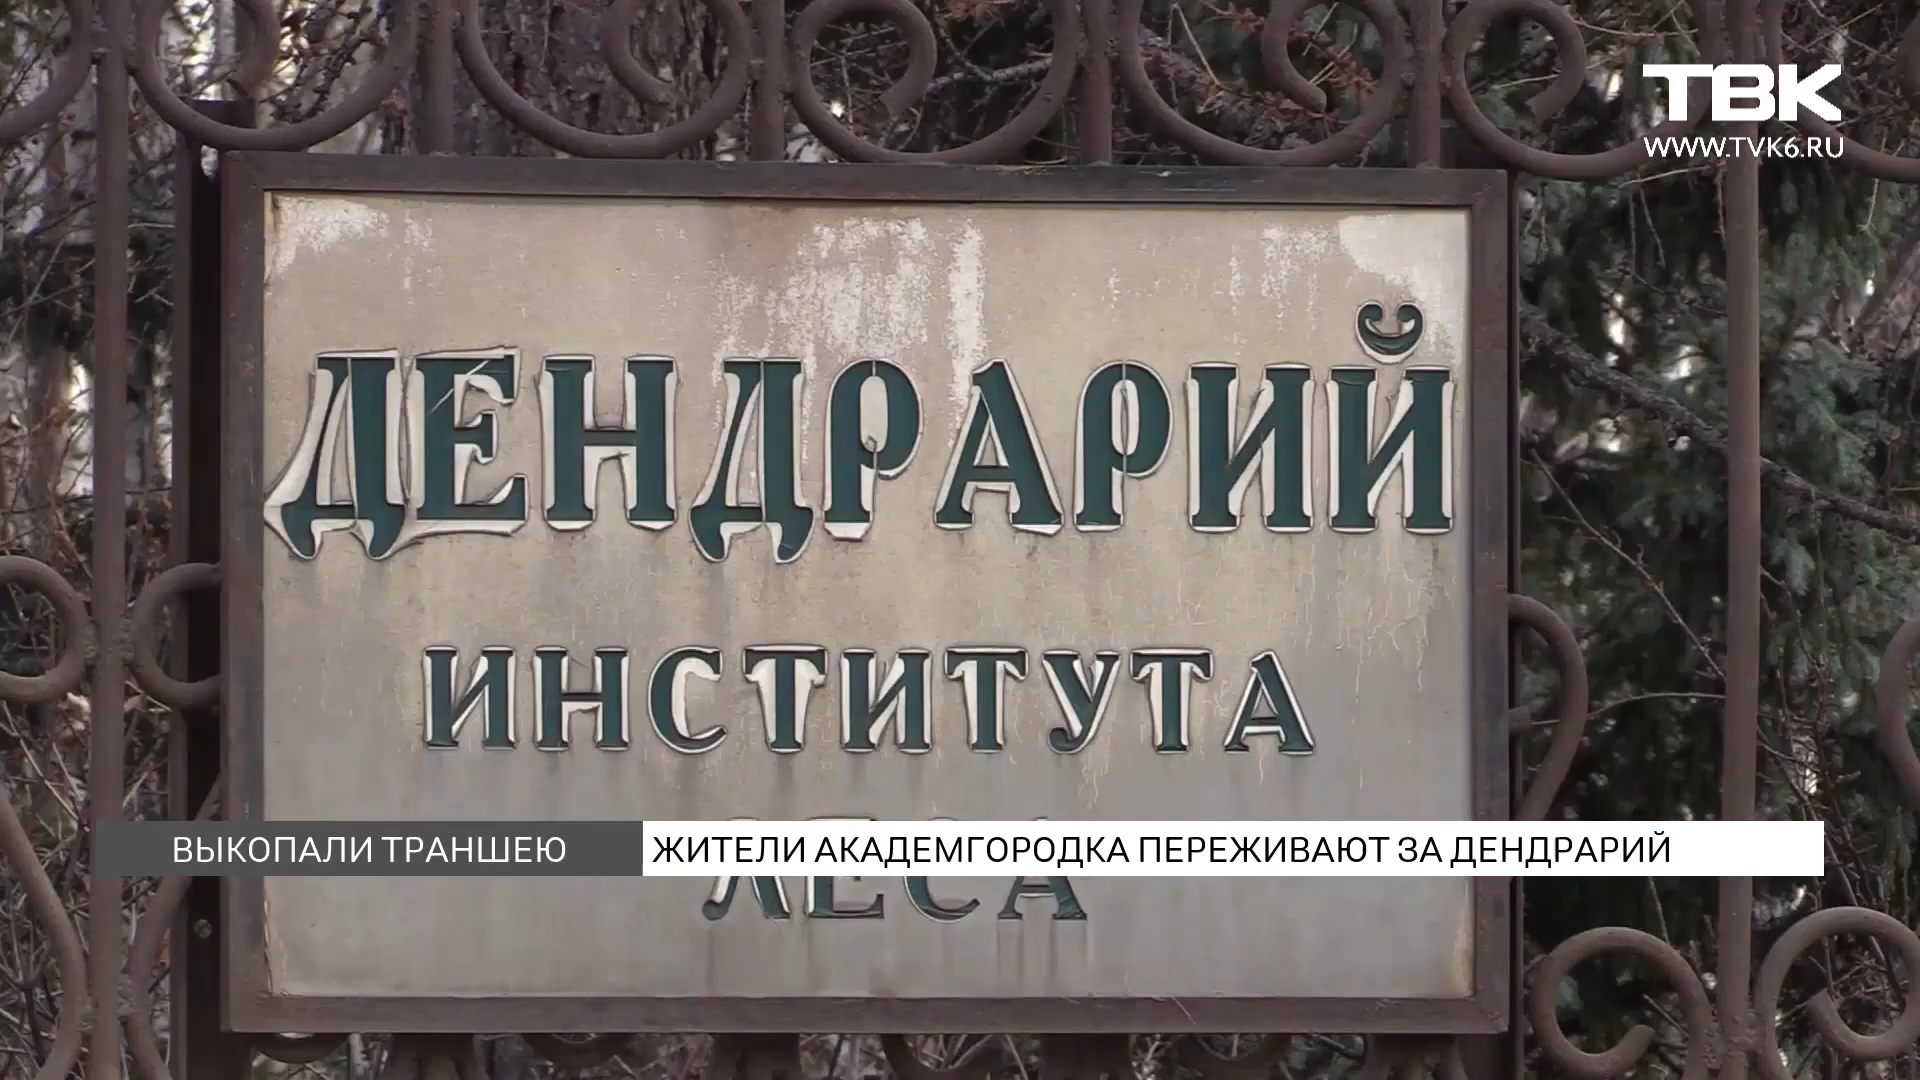 ТВК
WWW.TVK6.RU
ДЕНДРАРИЙ
ИНСТИТУТА
ЛЕСА
ВЫКОПАЛИ ТРАНШЕЮ
ЖИТЕЛИ АКАДЕМГОРОДКА ПЕРЕЖИВАЮТ ЗА ДЕНДРАРИЙ